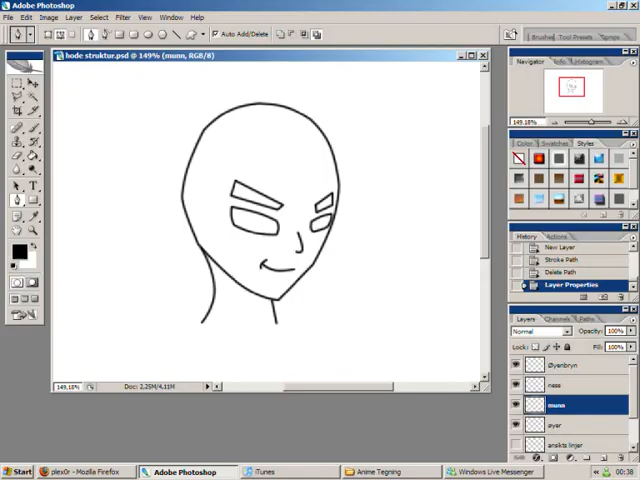 Adobe Photoshop
File Edit Image Layer Select Filter View Window Help
Auto Add/Delete
Brushes Tool Presets Comps
hode struktur.psd @ 149% (munn, RGB/8)
Navigator Info Histogram
149.18%
Color Swatches Styles
History Actions
New Layer
Stroke Path
Delete Path
Layer Properties
Layers Channels Paths
Normal Opacity: 100%
Lock: Fill: 100%
Øyenbryn
munn
øyer
ansikts linjer
149,18% Doc: 2,25M/4,11M
Start plex0r - Mozilla Firefox Adobe Photoshop iTunes Anime Tegning Windows Live Messenger 00:38